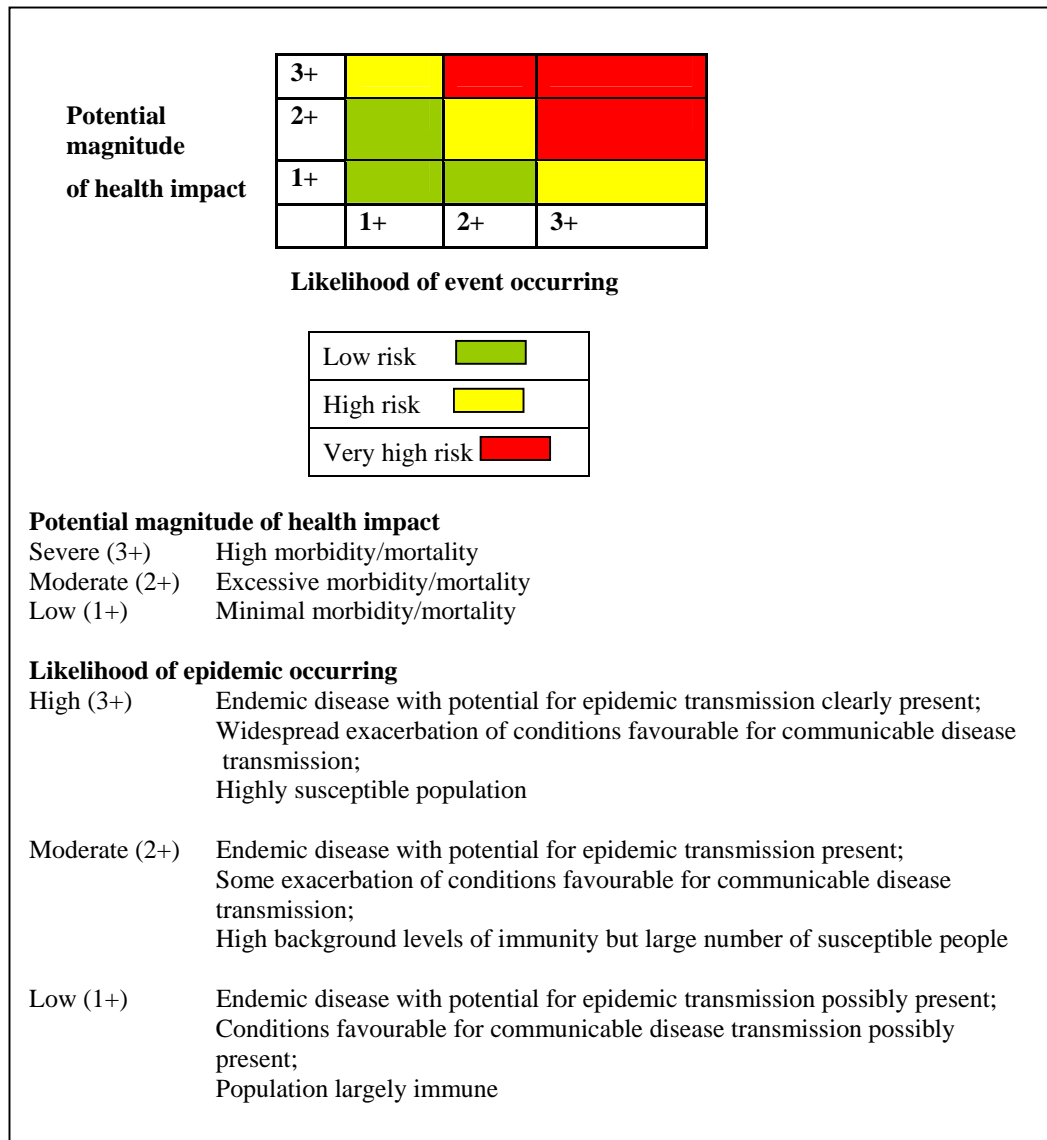 3+
Potential
magnitude
of health impact
2+
1+
1+ 2+ 3+
Likelihood of event occurring
Low risk
High risk
Very high risk
Potential magnitude of health impact
Severe (3+) High morbidity/mortality
Moderate (2+) Excessive morbidity/mortality
Low (1+) Minimal morbidity/mortality
Likelihood of epidemic occurring
High (3+) Endemic disease with potential for epidemic transmission clearly present;
Widespread exacerbation of conditions favourable for communicable disease
transmission;
Highly susceptible population
Moderate (2+) Endemic disease with potential for epidemic transmission present;
Some exacerbation of conditions favourable for communicable disease
transmission;
High background levels of immunity but large number of susceptible people
Low (1+) Endemic disease with potential for epidemic transmission possibly present;
Conditions favourable for communicable disease transmission possibly
present;
Population largely immune